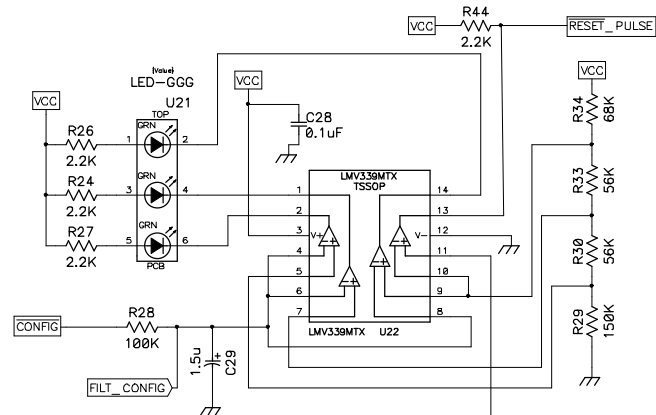 R44
VCC
2.2K
RESET_PULSE
(Value)
LED-GGG
U21
VCC
TOP
GRN
R26
1
2
2.2K
GRN
R24
3
4
2.2K
GRN
R27
5
6
2.2K
PCB
VCC
C28
0.1uF
LMV339MTX
TSSOP
1
14
2
13
3
V+
V-
12
4
11
5
10
6
9
7
8
LMV339MTX
U22
VCC
R34
68K
R33
56K
R30
56K
R29
150K
CONFIG
R28
100K
FILT_CONFIG
1.5u
+
C29